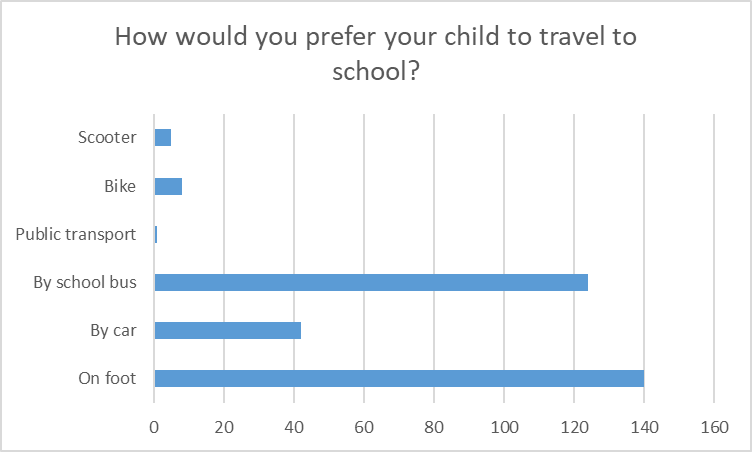 How would you prefer your child to travel to
school?
Scooter
Bike
Public transport
By school bus
By car
On foot
0 20 40 60 80 100 120 140 160